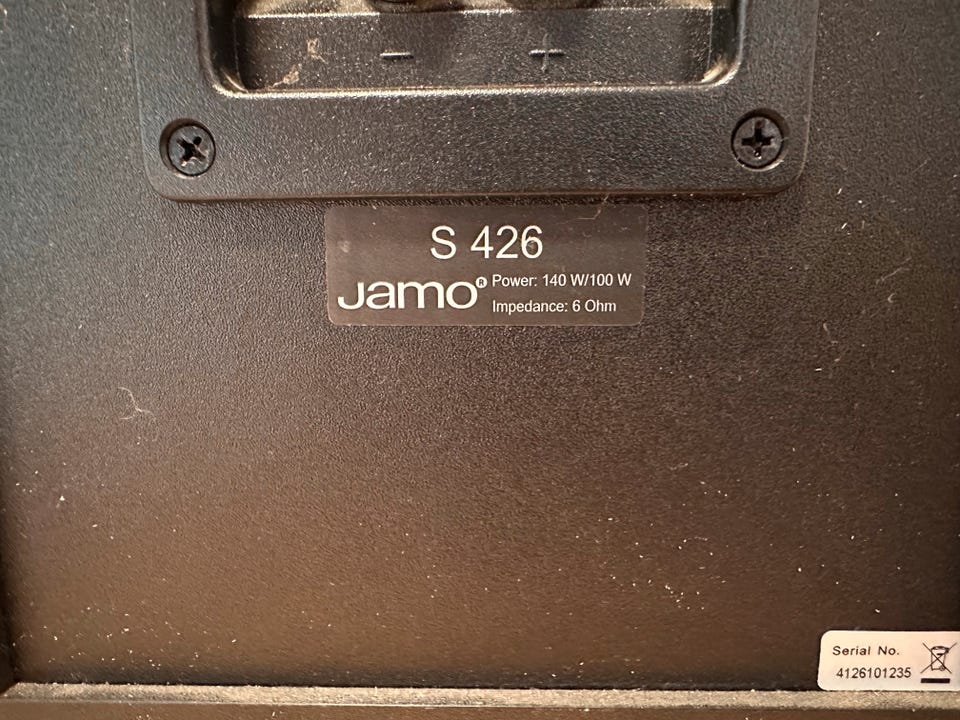 − +
S 426
Jamo® Power: 140 W/100 W
Impedance: 6 Ohm
Serial No.
4126101235